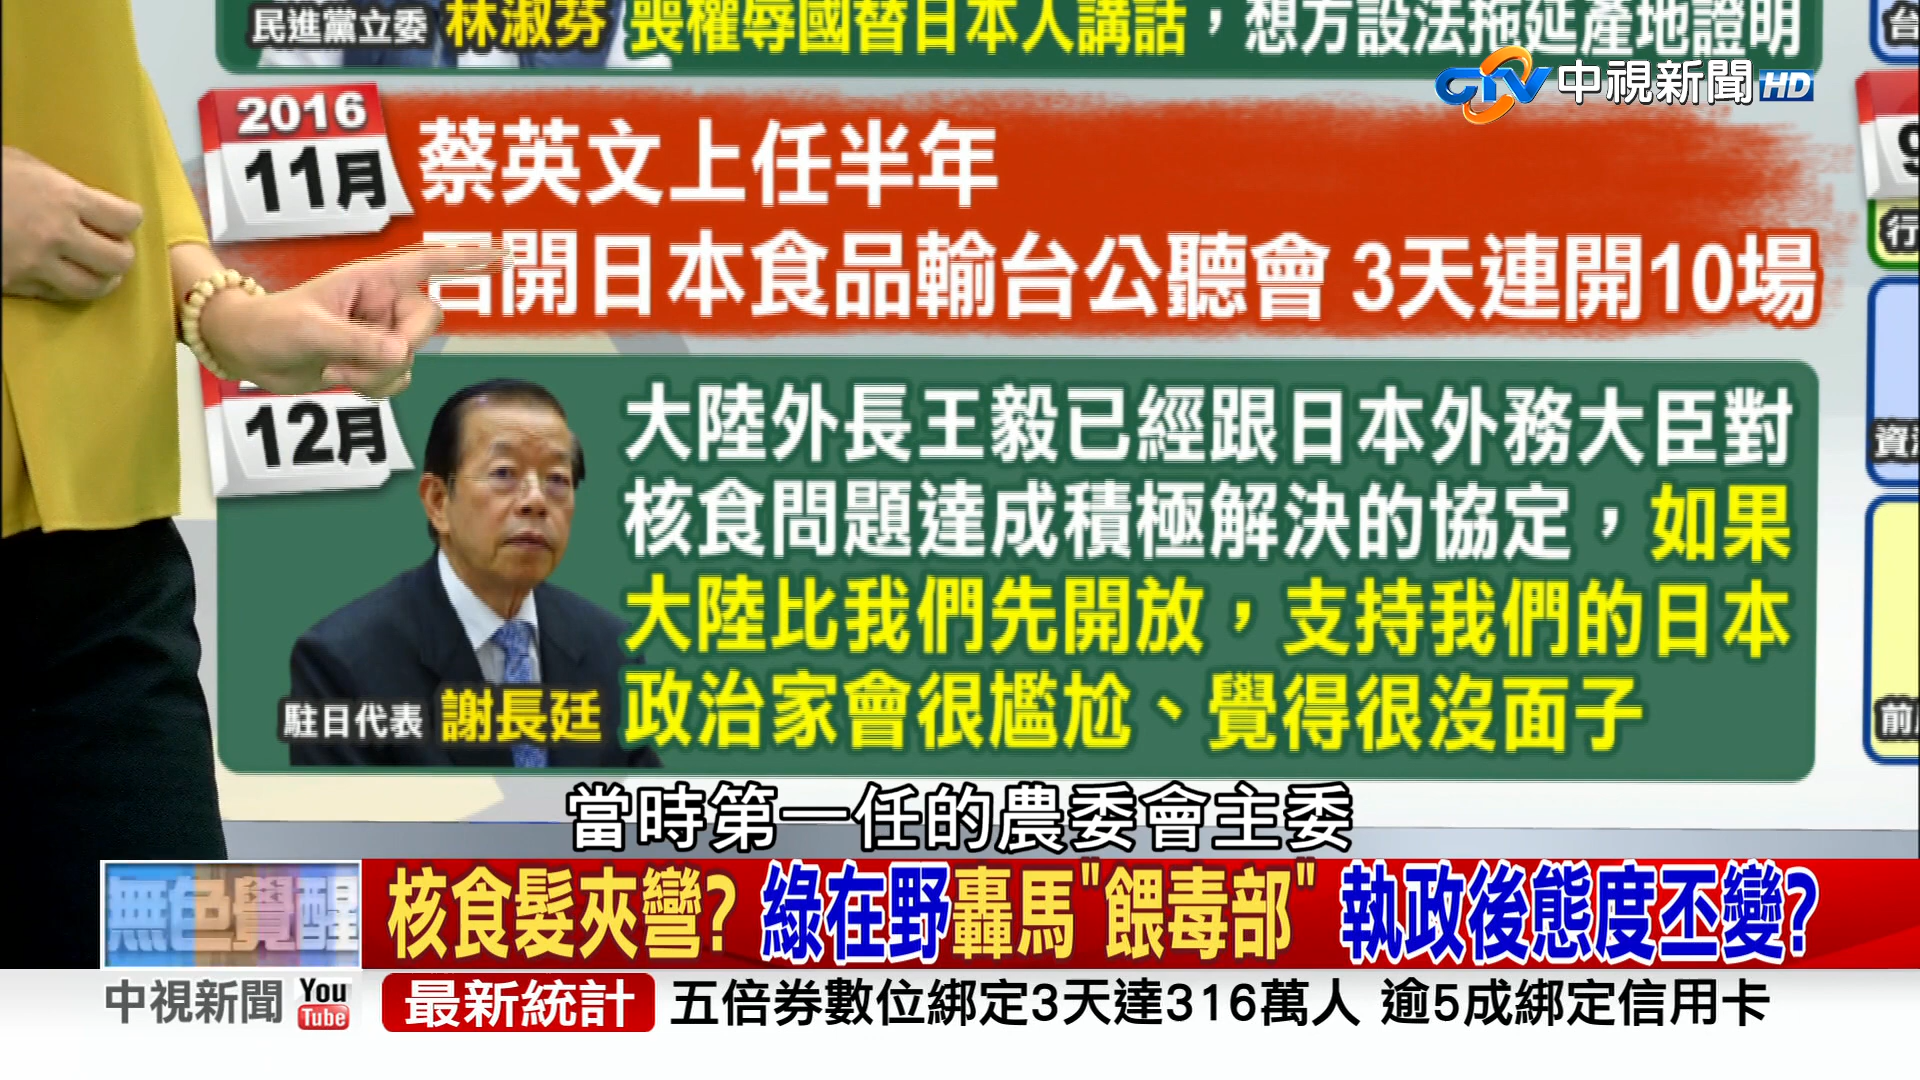 民進黨立委 林淑芬 喪權辱國替日本人講話，想方設法拖延產地證明
CTV中視新聞HD
2016
11月
蔡英文上任半年
召開日本食品輸台公聽會 3天連開10場
12月
大陸外長王毅已經跟日本外務大臣對
核食問題達成積極解決的協定，如果
大陸比我們先開放，支持我們的日本
政治家會很尷尬、覺得很沒面子
駐日代表 謝長廷
當時第一任的農委會主委
無色覺醒
核食髮夾彎? 綠在野轟馬"餵毒部" 執政後態度丕變?
中視新聞 YouTube
最新統計 五倍券數位綁定3天達316萬人 逾5成綁定信用卡